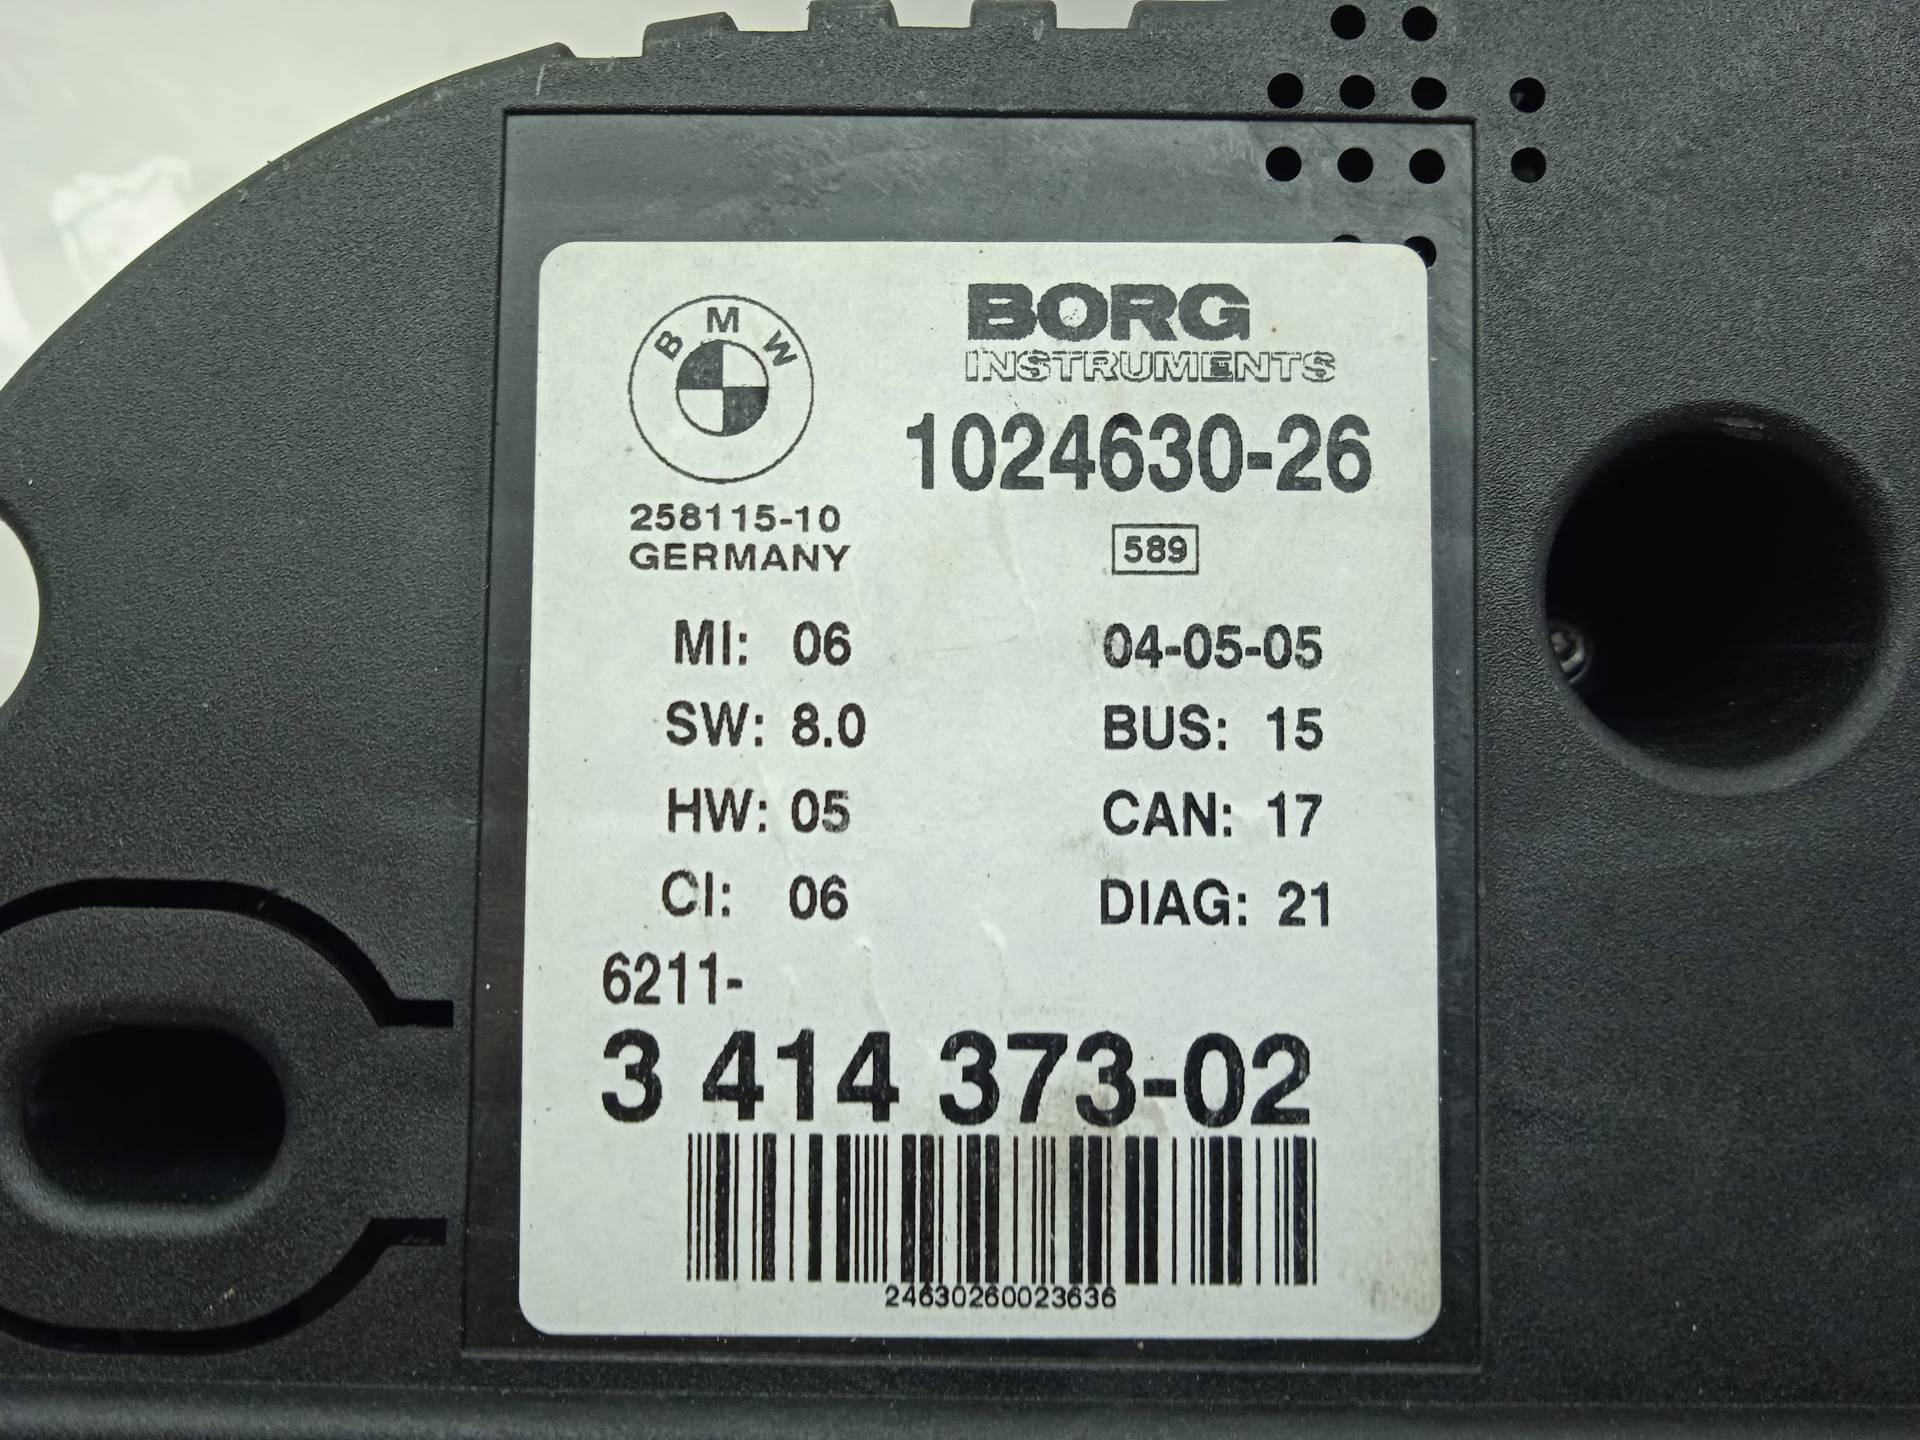 BMW
BORG
INSTRUMENTS
1024630-26
258115-10
GERMANY
589
MI: 06
04-05-05
SW: 8.0
BUS: 15
HW: 05
CAN: 17
CI: 06
DIAG: 21
6211-
3 414 373-02
24630260023636